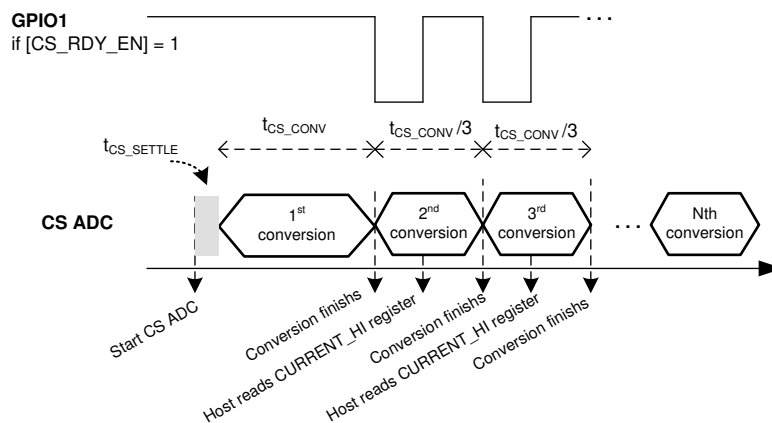 GPIO1
if [CS_RDY_EN] = 1
. . .
tCS_CONV
tCS_CONV /3
tCS_CONV /3
tCS_SETTLE
CS ADC
1st
conversion
2nd
conversion
3rd
conversion
. . .
Nth
conversion
Start CS ADC
Conversion finishs
Host reads CURRENT_HI register
Conversion finishs
Host reads CURRENT_HI register
Conversion finishs